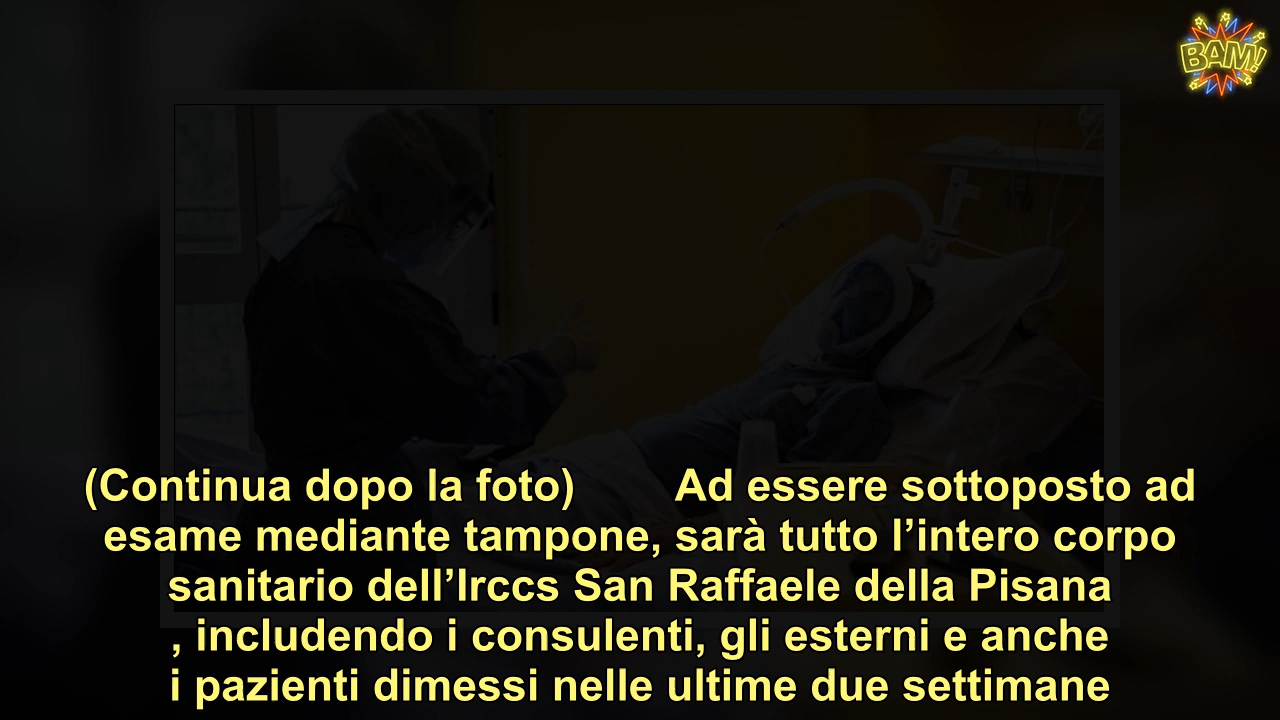 BAM!
(Continua dopo la foto) Ad essere sottoposto ad
esame mediante tampone, sarà tutto l’intero corpo
sanitario dell’Irccs San Raffaele della Pisana
, includendo i consulenti, gli esterni e anche
i pazienti dimessi nelle ultime due settimane